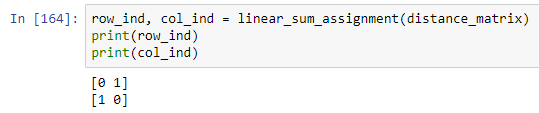 In [164]: row_ind, col_ind = linear_sum_assignment(distance_matrix)
print(row_ind)
print(col_ind)
[0 1]
[1 0]